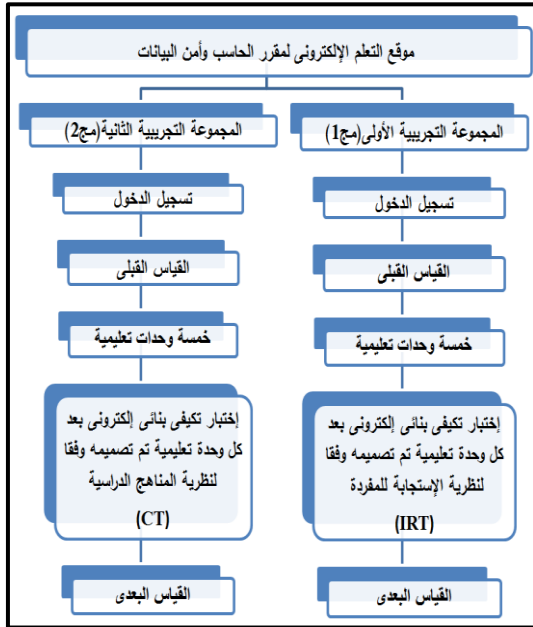 موقع التعلم الإلكترونى لمقرر الحاسب وأمن البيانات
المجموعة التجريبية الأولى(مج1)
تسجيل الدخول
القياس القبلى
خمسة وحدات تعليمية
إختبار تكيفى بنائى إلكترونى بعد
كل وحدة تعليمية تم تصميمه وفقا
لنظرية الإستجابة للمفردة
(IRT)
القياس البعدى
المجموعة التجريبية الثانية(مج2)
تسجيل الدخول
القياس القبلى
خمسة وحدات تعليمية
إختبار تكيفى بنائى إلكترونى بعد
كل وحدة تعليمية تم تصميمه وفقا
لنظرية المناهج الدراسية
(CT)
القياس البعدى